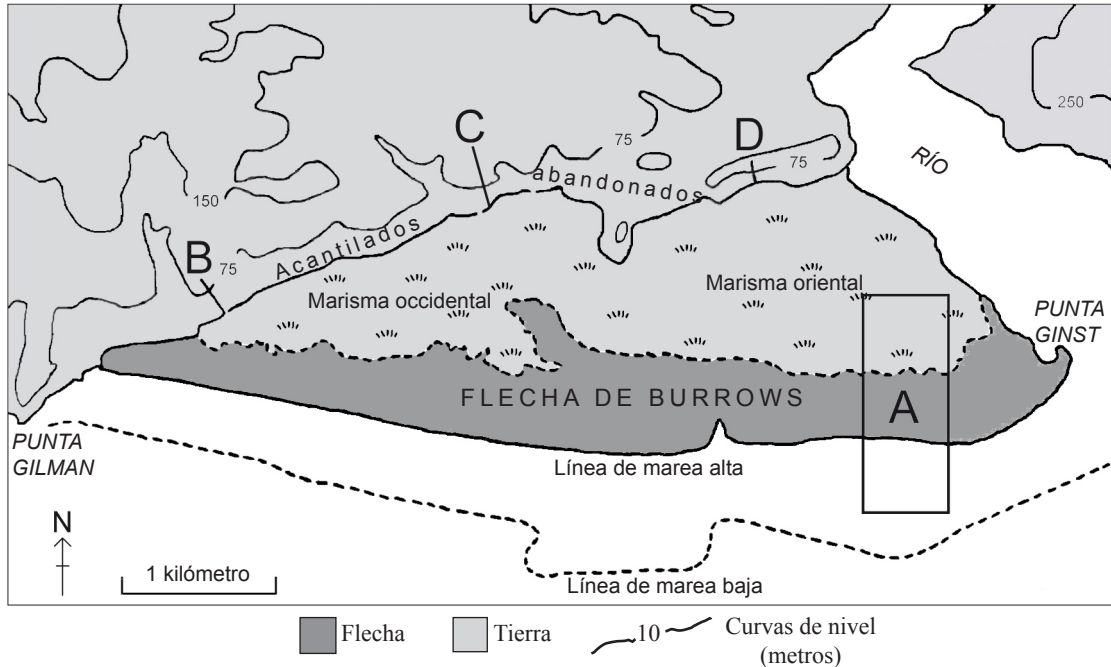 250
C
D
75
75
RÍO
abandonados
150
B
75
Acantilados
Marisma occidental
Marisma oriental
PUNTA
GINST
FLECHA DE BURROWS
A
PUNTA
GILMAN
Línea de marea alta
N
1 kilómetro
Línea de marea baja
Flecha
Tierra
10
Curvas de nivel
(metros)